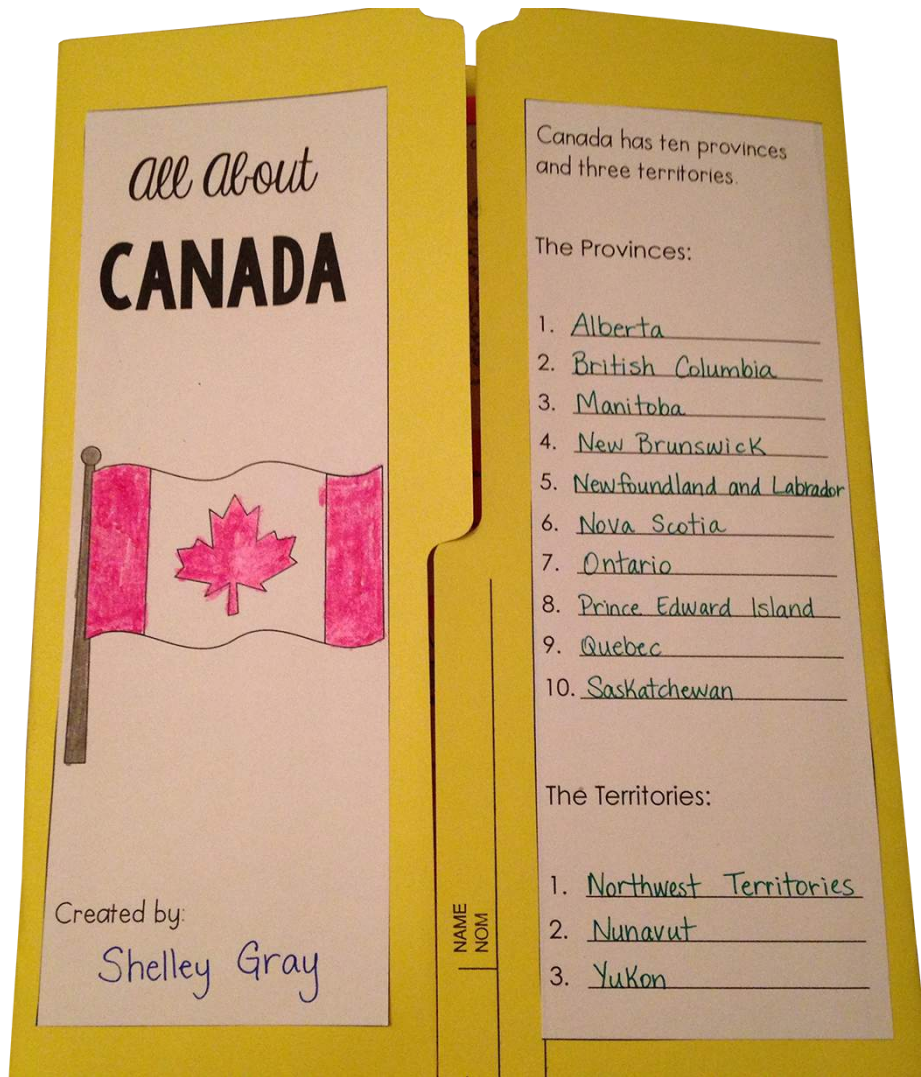 All About
CANADA
Created by:
Shelley Gray
NAME
NOM
Canada has ten provinces
and three territories.
The Provinces:
1. Alberta
2. British Columbia
3. Manitoba
4. New Brunswick
5. Newfoundland and Labrador
6. Nova Scotia
7. Ontario
8. Prince Edward Island
9. Quebec
10. Saskatchewan
The Territories:
1. Northwest Territories
2. Nunavut
3. Yukon